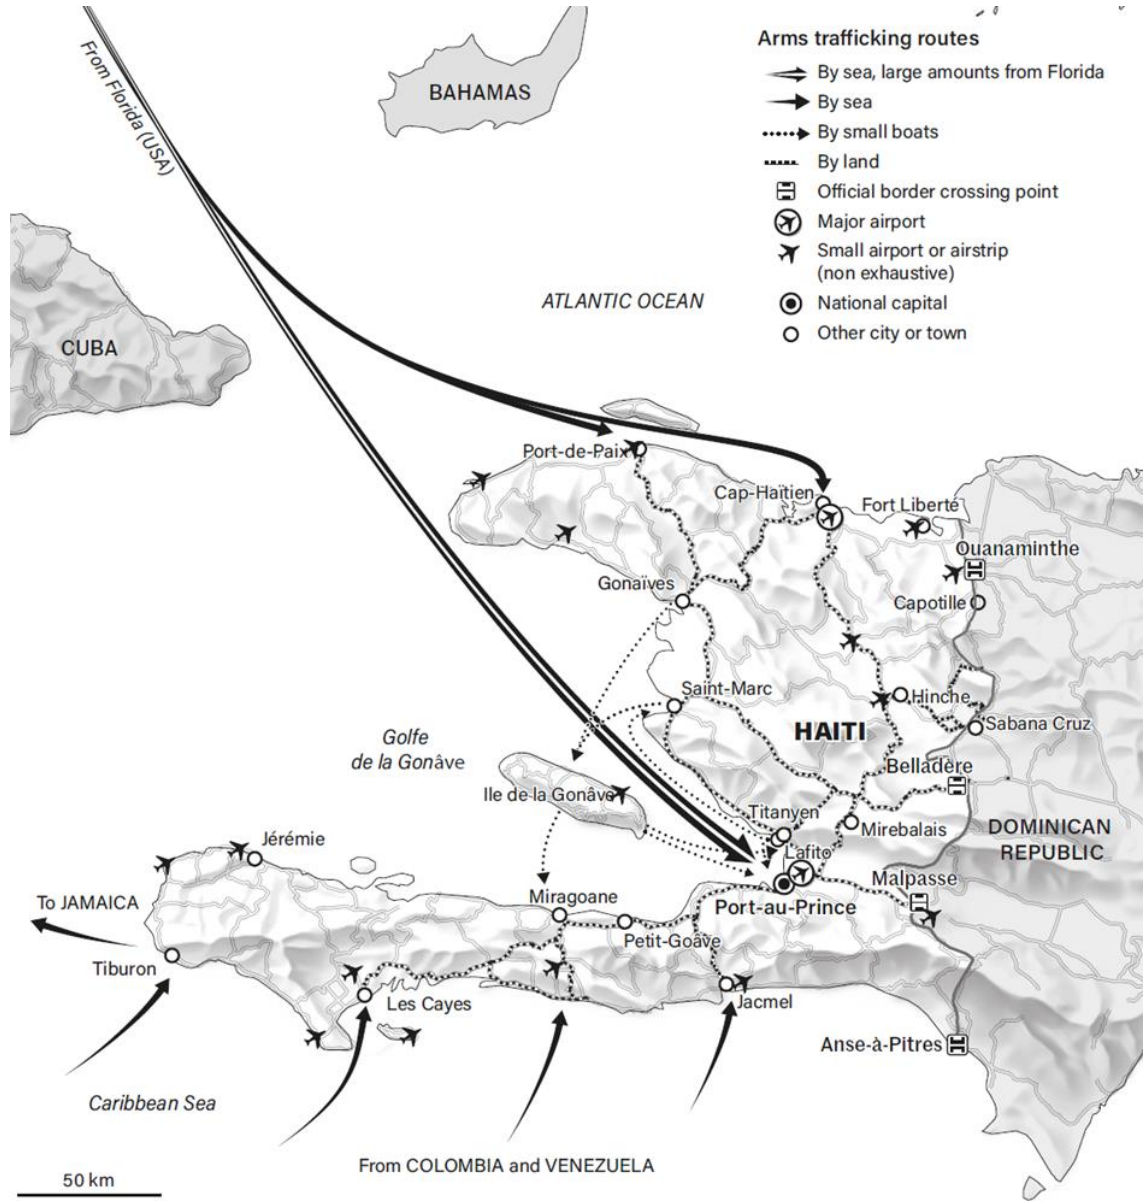 Arms trafficking routes
By sea, large amounts from Florida
By sea
By small boats
By land
Official border crossing point
Major airport
Small airport or airstrip
(non exhaustive)
National capital
Other city or town
From Florida (USA)
BAHAMAS
ATLANTIC OCEAN
CUBA
Port-de-Paix
Cap-Haïtien
Fort Liberté
Ouanaminthe
Gonaïves
Capotille
Saint-Marc
Hinche
Sabana Cruz
HAITI
Golfe
de la Gonâve
Belladère
Ile de la Gonâve
Titanyen
Mirebalais
DOMINICAN
REPUBLIC
Jérémie
Lafito
Malpasse
To JAMAICA
Miragoane
Port-au-Prince
Petit-Goâve
Tiburon
Les Cayes
Jacmel
Anse-à-Pitres
Caribbean Sea
From COLOMBIA and VENEZUELA
50 km